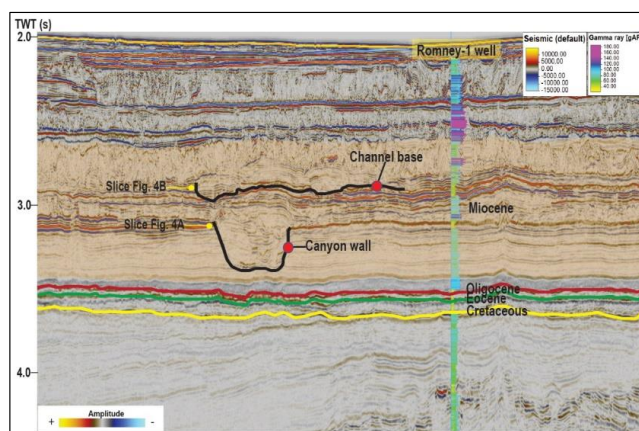 TWT (s)
2.0
Romney-1 well
Seismic (default)
10000.00
5000.00
0.00
-5000.00
-10000.00
-15000.00
Gamma ray [gAPI]
180.00
160.00
140.00
120.00
100.00
80.00
60.00
40.00
Channel base
Slice Fig. 4B
3.0
Miocene
Slice Fig. 4A
Canyon wall
Oligocene
Eocene
Cretaceous
4.0
Amplitude
+ -